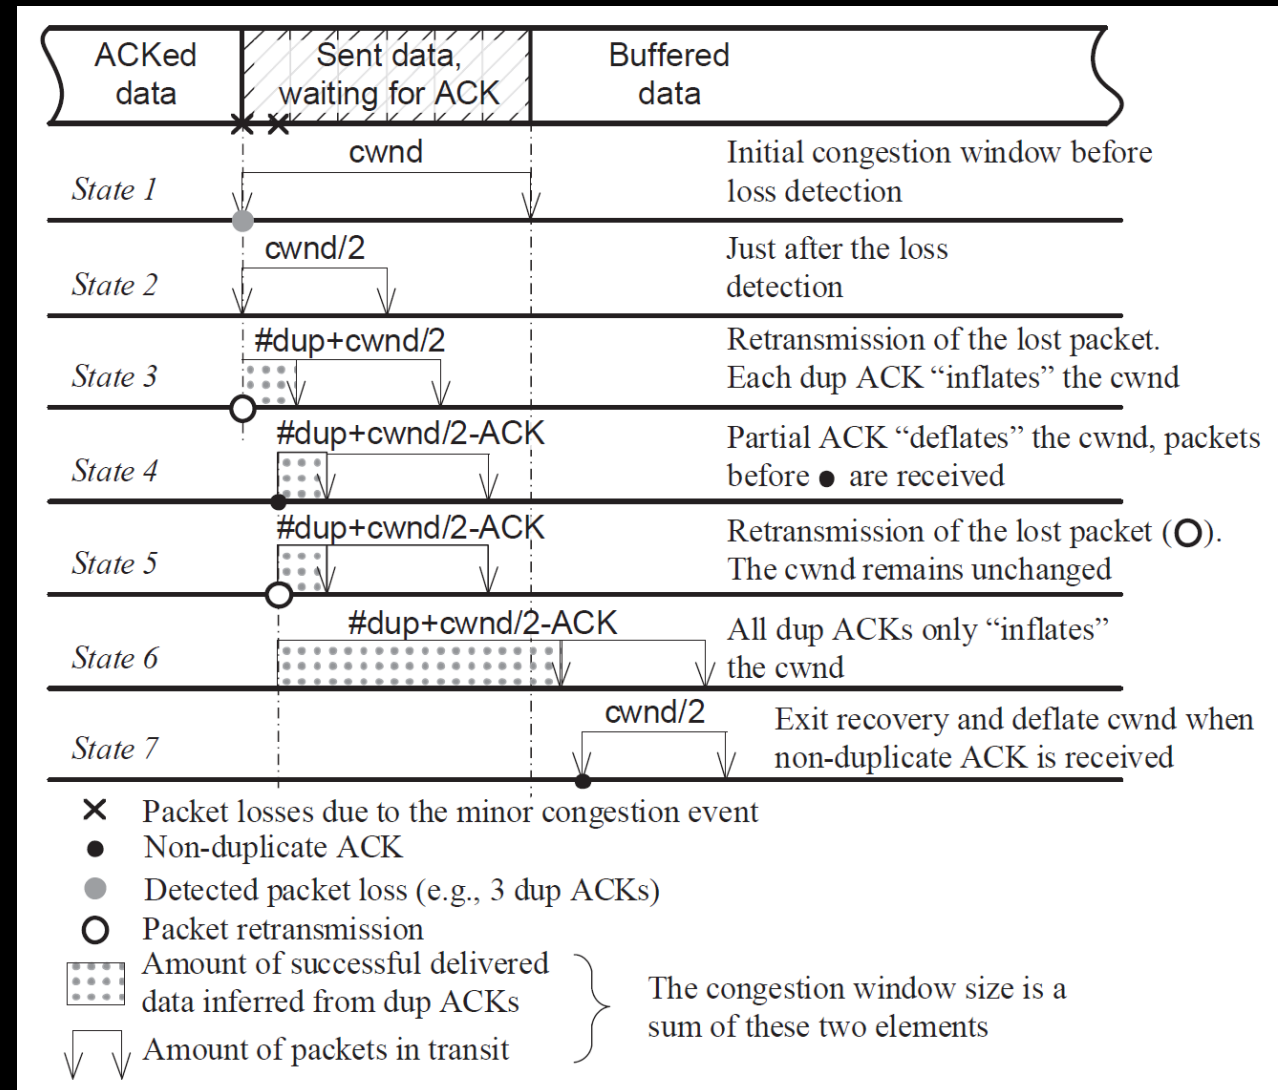 ACKed
data
Sent data,
waiting for ACK
Buffered
data
State 1
cwnd
Initial congestion window before
loss detection
State 2
cwnd/2
Just after the loss
detection
State 3
#dup+cwnd/2
Retransmission of the lost packet.
Each dup ACK “inflates” the cwnd
State 4
#dup+cwnd/2-ACK
Partial ACK “deflates” the cwnd, packets
before ● are received
State 5
#dup+cwnd/2-ACK
Retransmission of the lost packet (O).
The cwnd remains unchanged
State 6
#dup+cwnd/2-ACK
All dup ACKs only “inflates”
the cwnd
State 7
cwnd/2
Exit recovery and deflate cwnd when
non-duplicate ACK is received
Packet losses due to the minor congestion event
Non-duplicate ACK
Detected packet loss (e.g., 3 dup ACKs)
Packet retransmission
Amount of successful delivered
data inferred from dup ACKs
Amount of packets in transit
The congestion window size is a
sum of these two elements